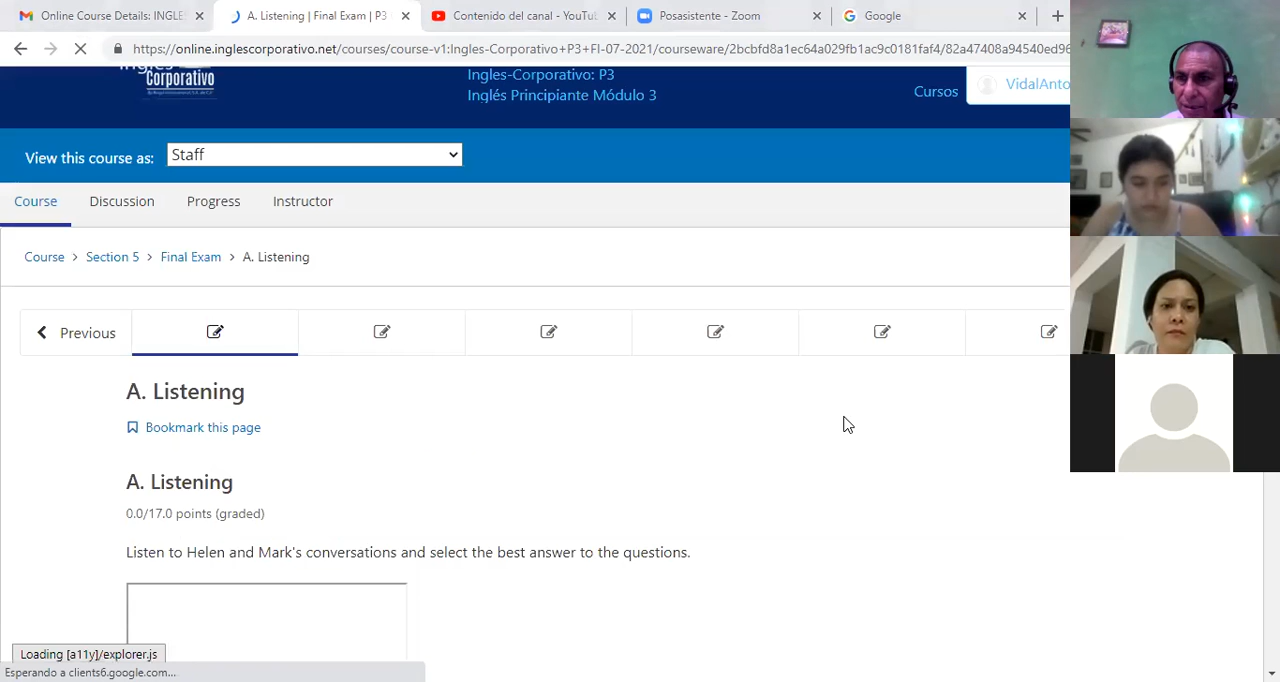 Online Course Details: INGLES
A. Listening | Final Exam | P3
Contenido del canal - YouTub
Posasistente - Zoom
Google
https://online.inglescorporativo.net/courses/course-v1:Ingles-Corporativo+P3+FI-07-2021/courseware/2bcbfd8a1ec64a029fb1ac9c0181faf4/82a47408a94540ed96
Ingles
Corporativo
Ingles-Corporativo: P3
Inglés Principiante Módulo 3
Cursos
VidalAnto
View this course as:
Staff
Course
Discussion
Progress
Instructor
Course > Section 5 > Final Exam > A. Listening
Previous
A. Listening
Bookmark this page
A. Listening
0.0/17.0 points (graded)
Listen to Helen and Mark's conversations and select the best answer to the questions.
Loading [a11y]/explorer.js
Esperando a clients6.google.com...